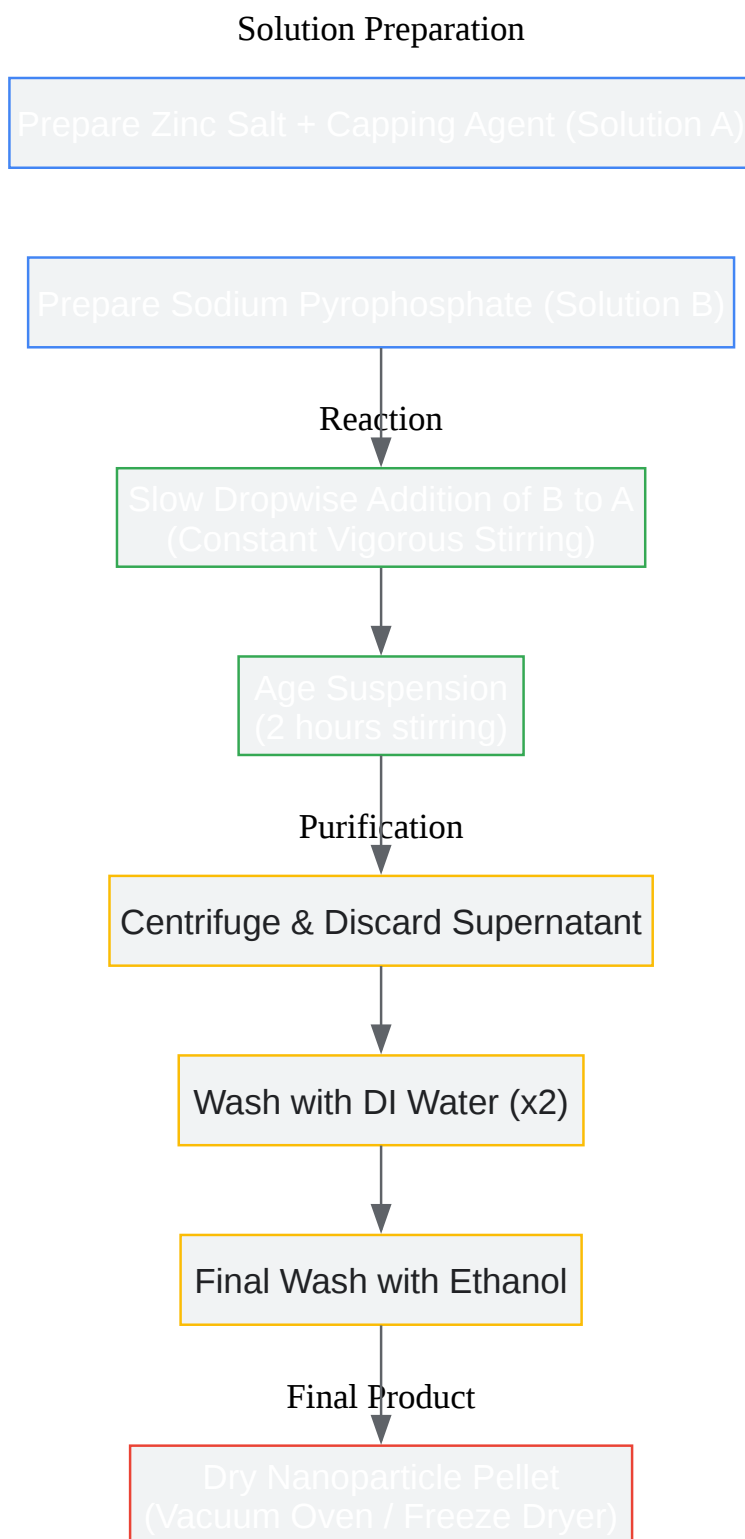 Solution Preparation
Prepare Zinc Salt + Capping Agent (Solution A)
Prepare Sodium Pyrophosphate (Solution B)
Reaction
Slow Dropwise Addition of B to A
(Constant Vigorous Stirring)
Age Suspension
(2 hours stirring)
Purification
Centrifuge & Discard Supernatant
Wash with DI Water (x2)
Final Wash with Ethanol
Final Product
Dry Nanoparticle Pellet
(Vacuum Oven / Freeze Dryer)